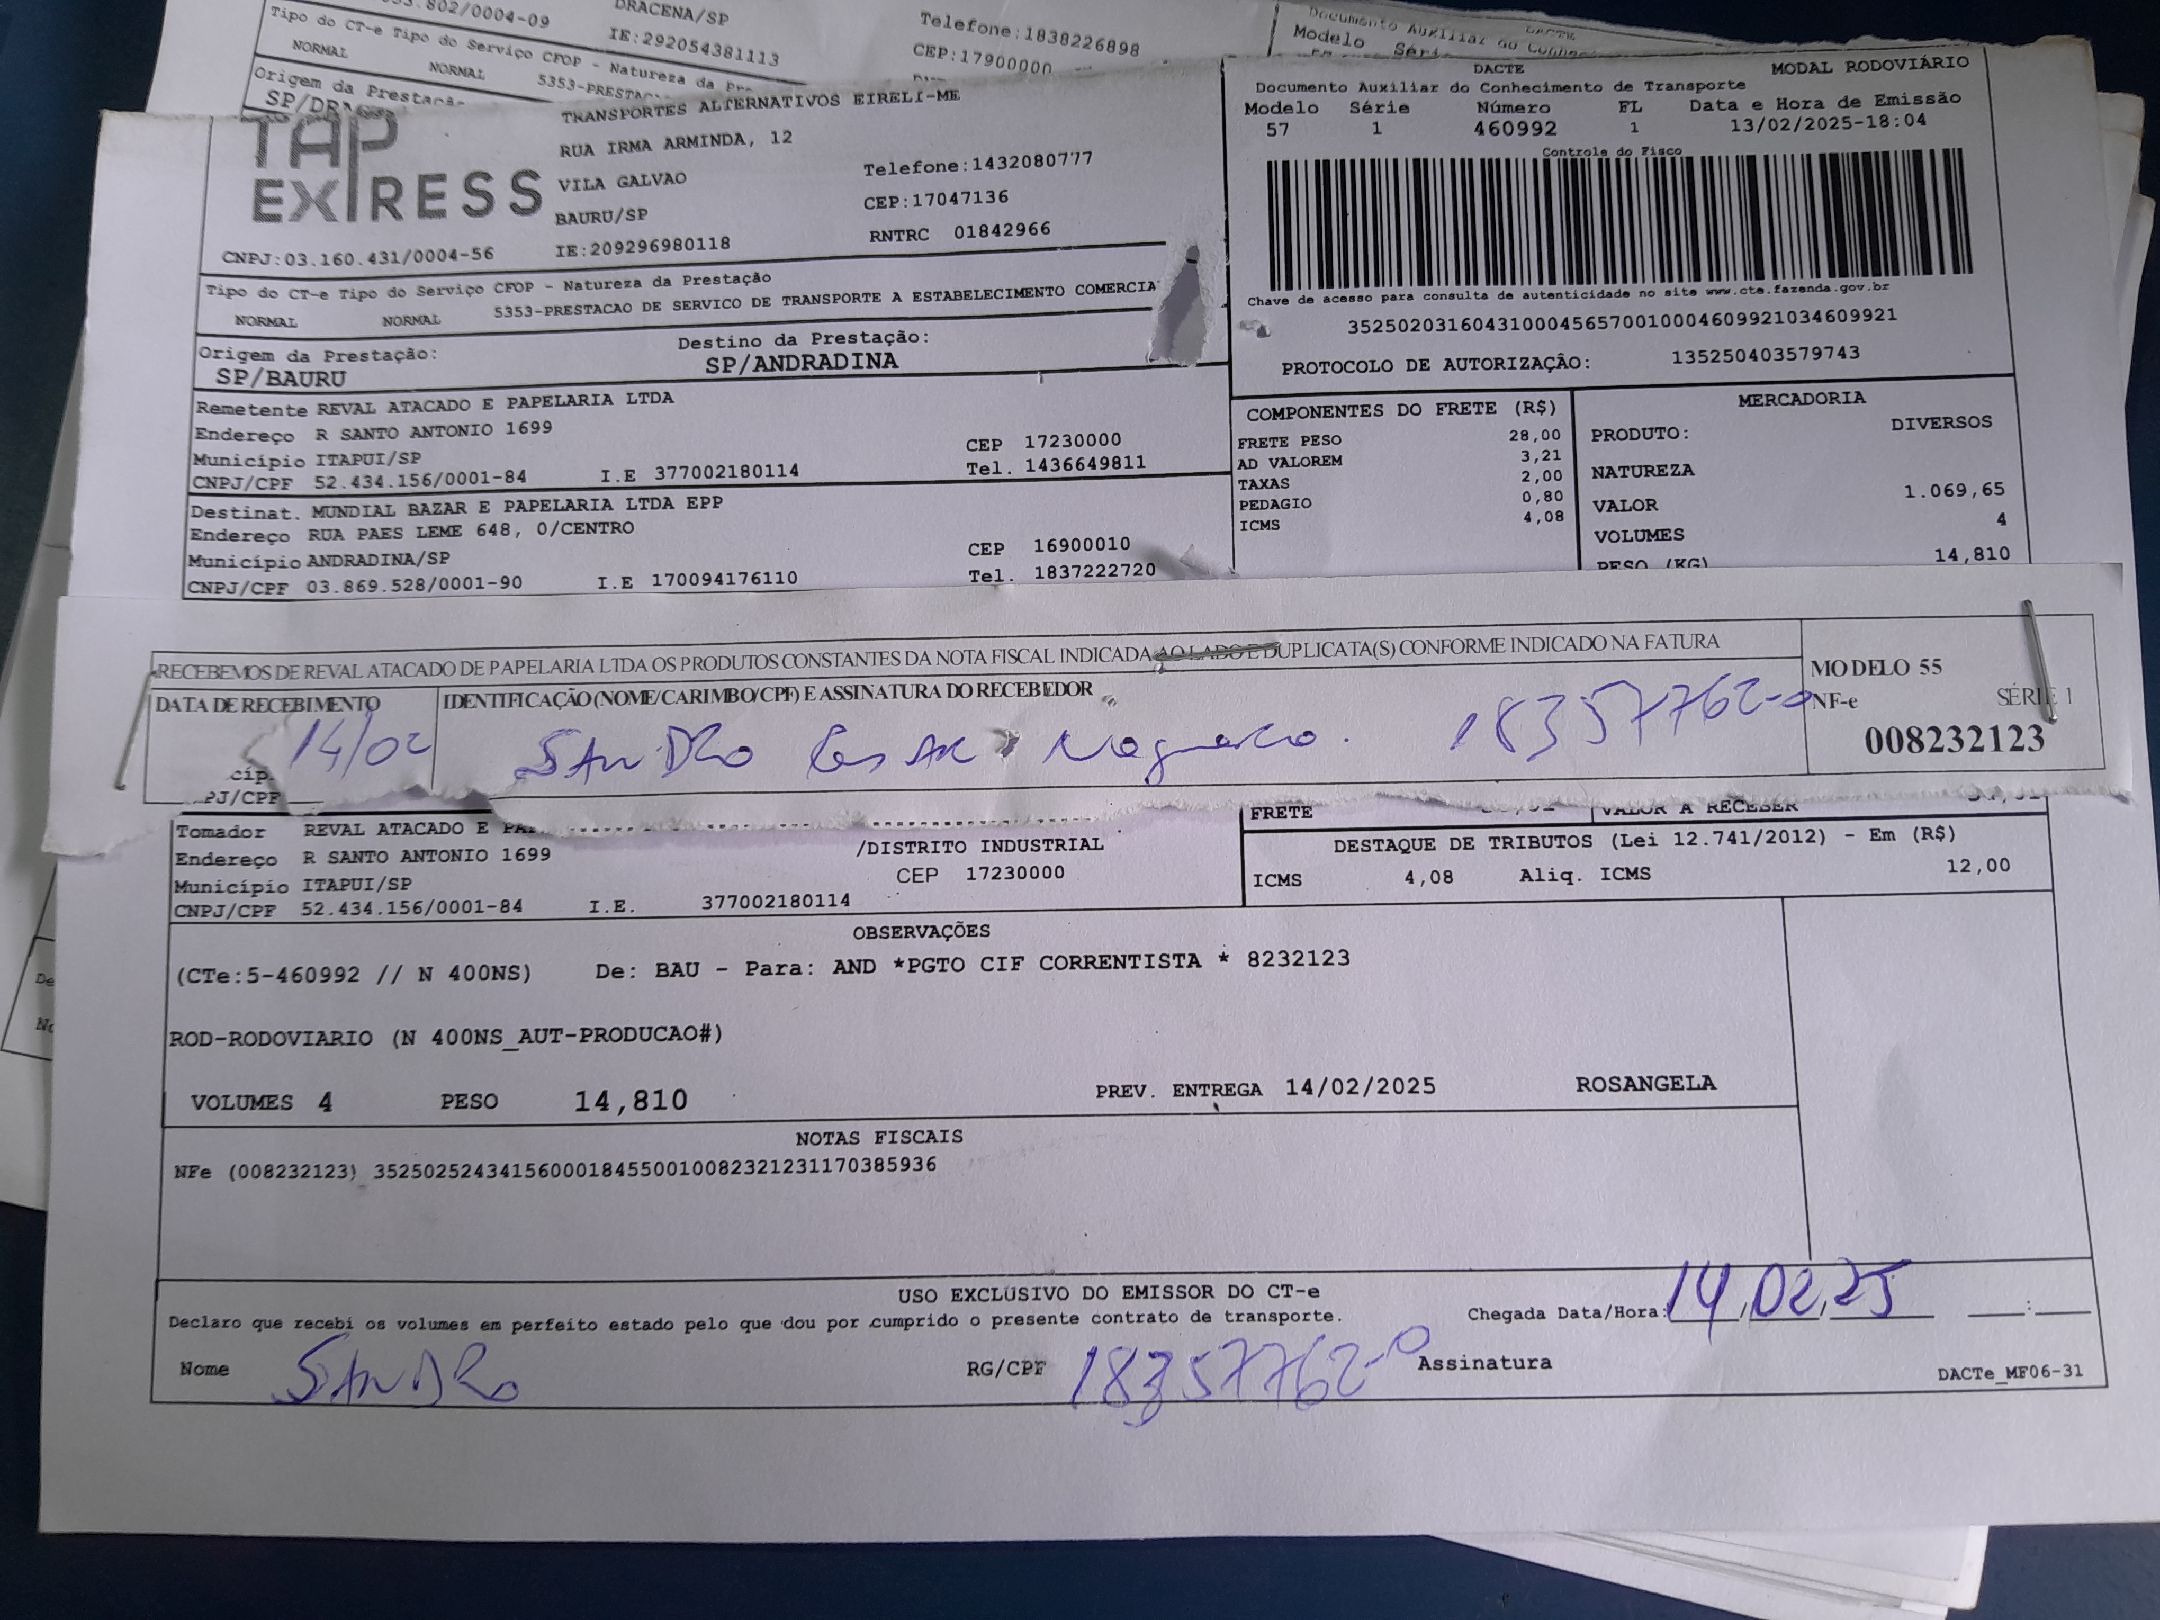 .802/0004-09
DRACENA/SP
IE:292054381113
Telefone:1838226898
CEP:17900000
Tipo do CT-e Tipo do Serviço CFOP - Natureza da
NORMAL NORMAL
Origem da
DACTE
Documento Auxiliar do
Modelo
TAP EXPRESS
TRANSPORTES ALTERNATIVOS EIRELI-ME
RUA IRMA ARMINDA, 12
VILA GALVAO
Telefone:1432080777
BAURU/SP
CEP:17047136
CNPJ:03.160.431/0004-56
IE:209296980118
RNTRC 01842966
DACTE
MODAL RODOVIÁRIO
Documento Auxiliar do Conhecimento de Transporte
Modelo Série Número FL Data e Hora de Emissão
57 1 460992 1 13/02/2025-18:04
Controle do Fisco
Chave de acesso para consulta de autenticidade no site www.cte.fazenda.gov.br
35250203160431000456570010004609921034609921
PROTOCOLO DE AUTORIZAÇÃO: 135250403579743
Tipo do CT-e Tipo do Serviço CFOP - Natureza da Prestação
NORMAL NORMAL 5353-PRESTACAO DE SERVICO DE TRANSPORTE A ESTABELECIMENTO COMERCIA
Origem da Prestação: Destino da Prestação:
SP/BAURU SP/ANDRADINA
Remetente REVAL ATACADO E PAPELARIA LTDA
Endereço R SANTO ANTONIO 1699
Município ITAPUI/SP CEP 17230000
CNPJ/CPF 52.434.156/0001-84 I.E 377002180114 Tel. 1436649811
Destinat. MUNDIAL BAZAR E PAPELARIA LTDA EPP
Endereço RUA PAES LEME 648, 0/CENTRO
Município ANDRADINA/SP CEP 16900010
CNPJ/CPF 03.869.528/0001-90 I.E 170094176110 Tel. 1837222720
COMPONENTES DO FRETE (R$)
FRETE PESO 28,00
AD VALOREM 3,21
TAXAS 2,00
PEDAGIO 0,80
ICMS 4,08
MERCADORIA
PRODUTO: DIVERSOS
NATUREZA
VALOR 1.069,65
VOLUMES 4
PESO (KG) 14,810
RECEBEMOS DE REVAL ATACADO DE PAPELARIA LTDA OS PRODUTOS CONSTANTES DA NOTA FISCAL INDICADA AO LADO E DUPLICATA(S) CONFORME INDICADO NA FATURA
DATA DE RECEBIMENTO
IDENTIFICAÇÃO (NOME/CARIMBO/CPF) E ASSINATURA DO RECEBEDOR
14/02 SANDRO 18357762-0
MODELO 55
NF-e SÉRIE 1
008232123
PJ/CPF
FRETE VALOR A RECEBER
Tomador REVAL ATACADO E
Endereço R SANTO ANTONIO 1699 /DISTRITO INDUSTRIAL
Município ITAPUI/SP CEP 17230000
CNPJ/CPF 52.434.156/0001-84 I.E. 377002180114
DESTAQUE DE TRIBUTOS (Lei 12.741/2012) - Em (R$)
ICMS 4,08 Aliq. ICMS 12,00
OBSERVAÇÕES
(CTe:5-460992 // N 400NS) De: BAU - Para: AND *PGTO CIF CORRENTISTA * 8232123
ROD-RODOVIARIO (N 400NS_AUT-PRODUCAO#)
VOLUMES 4 PESO 14,810 PREV. ENTREGA 14/02/2025 ROSANGELA
NOTAS FISCAIS
NFe (008232123) 35250252434156000184550010082321231170385936
USO EXCLUSIVO DO EMISSOR DO CT-e
Declaro que recebi os volumes em perfeito estado pelo que dou por cumprido o presente contrato de transporte.
Chegada Data/Hora: 14,02,25 :
Nome SANDRO RG/CPF 18357762-0 Assinatura
DACTe_MF06-31